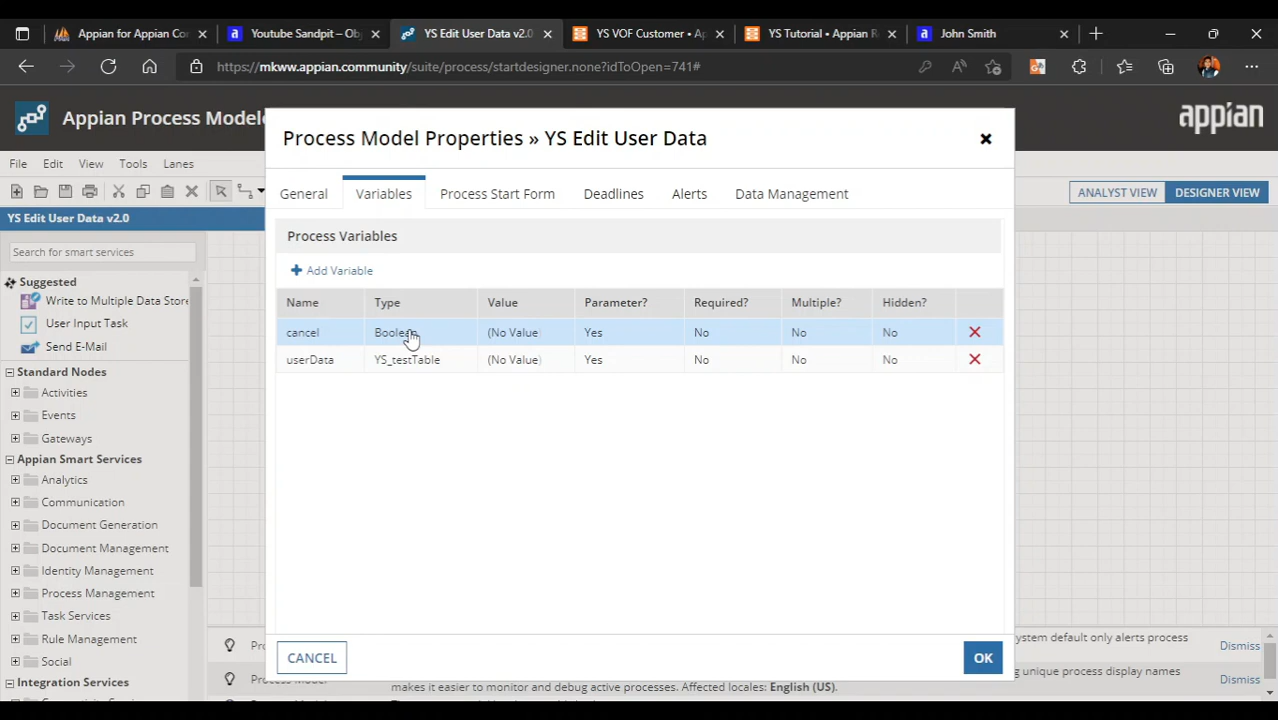 Appian for Appian Co
Youtube Sandpit – Obj
YS Edit User Data v2.0
YS VOF Customer • Ap
YS Tutorial • Appian R
John Smith
https://mkww.appian.community/suite/process/startdesigner.none?idToOpen=741#
Appian Process Modele
appian
File Edit View Tools Lanes
ANALYST VIEW DESIGNER VIEW
YS Edit User Data v2.0
Search for smart services
Suggested
Write to Multiple Data Store
User Input Task
Send E-Mail
Standard Nodes
Activities
Events
Gateways
Appian Smart Services
Analytics
Communication
Document Generation
Document Management
Identity Management
Process Management
Task Services
Rule Management
Social
Integration Services
Process Model Properties » YS Edit User Data
General Variables Process Start Form Deadlines Alerts Data Management
Process Variables
Add Variable
Name Type Value Parameter? Required? Multiple? Hidden?
cancel Boolean (No Value) Yes No No No
userData YS_testTable (No Value) Yes No No No
CANCEL OK
Pro ystem default only alerts process Dismiss
Process Model ng unique process display names Dismiss
makes it easier to monitor and debug active processes. Affected locales: English (US).